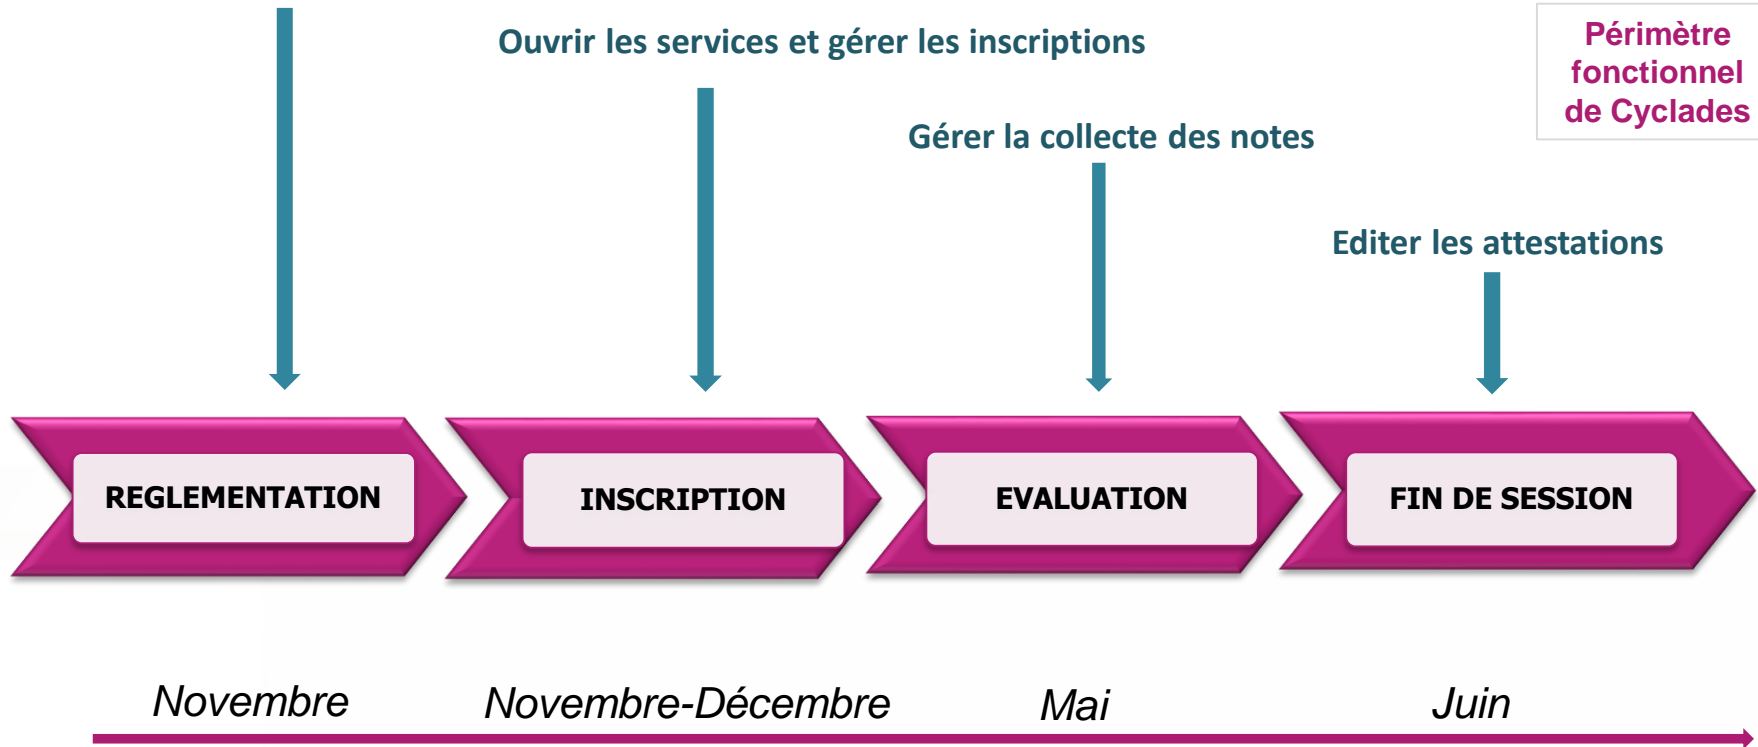 Ouvrir les services et gérer les inscriptions
Périmètre
fonctionnel
de Cyclades
Gérer la collecte des notes
Editer les attestations
REGLEMENTATION
INSCRIPTION
EVALUATION
FIN DE SESSION
Novembre
Novembre-Décembre
Mai
Juin